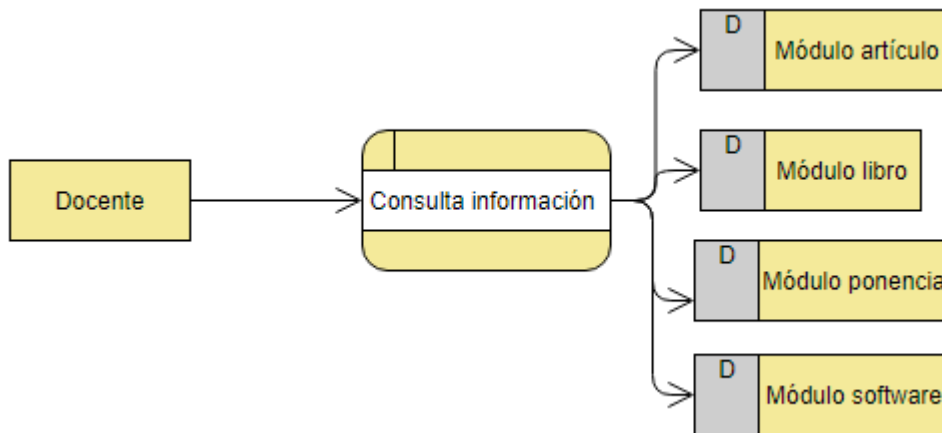 D
Módulo artículo
D
Módulo libro
Docente
Consulta información
D
Módulo ponencia
D
Módulo software